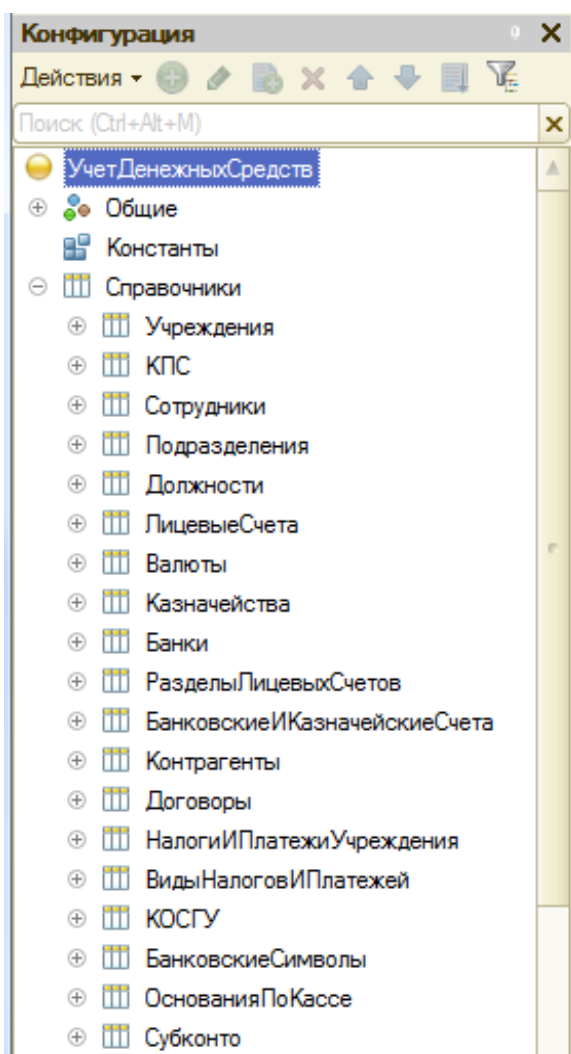 Конфигурация
Действия
Поиск (Ctrl+Alt+M)
УчетДенежныхСредств
Общие
Константы
Справочники
Учреждения
КПС
Сотрудники
Подразделения
Должности
ЛицевыеСчета
Валюты
Казначейства
Банки
РазделыЛицевыхСчетов
БанковскиеИКазначейскиеСчета
Контрагенты
Договоры
НалогиИПлатежиУчреждения
ВидыНалоговИПлатежей
КОСГУ
БанковскиеСимволы
ОснованияПоКассе
Субконто